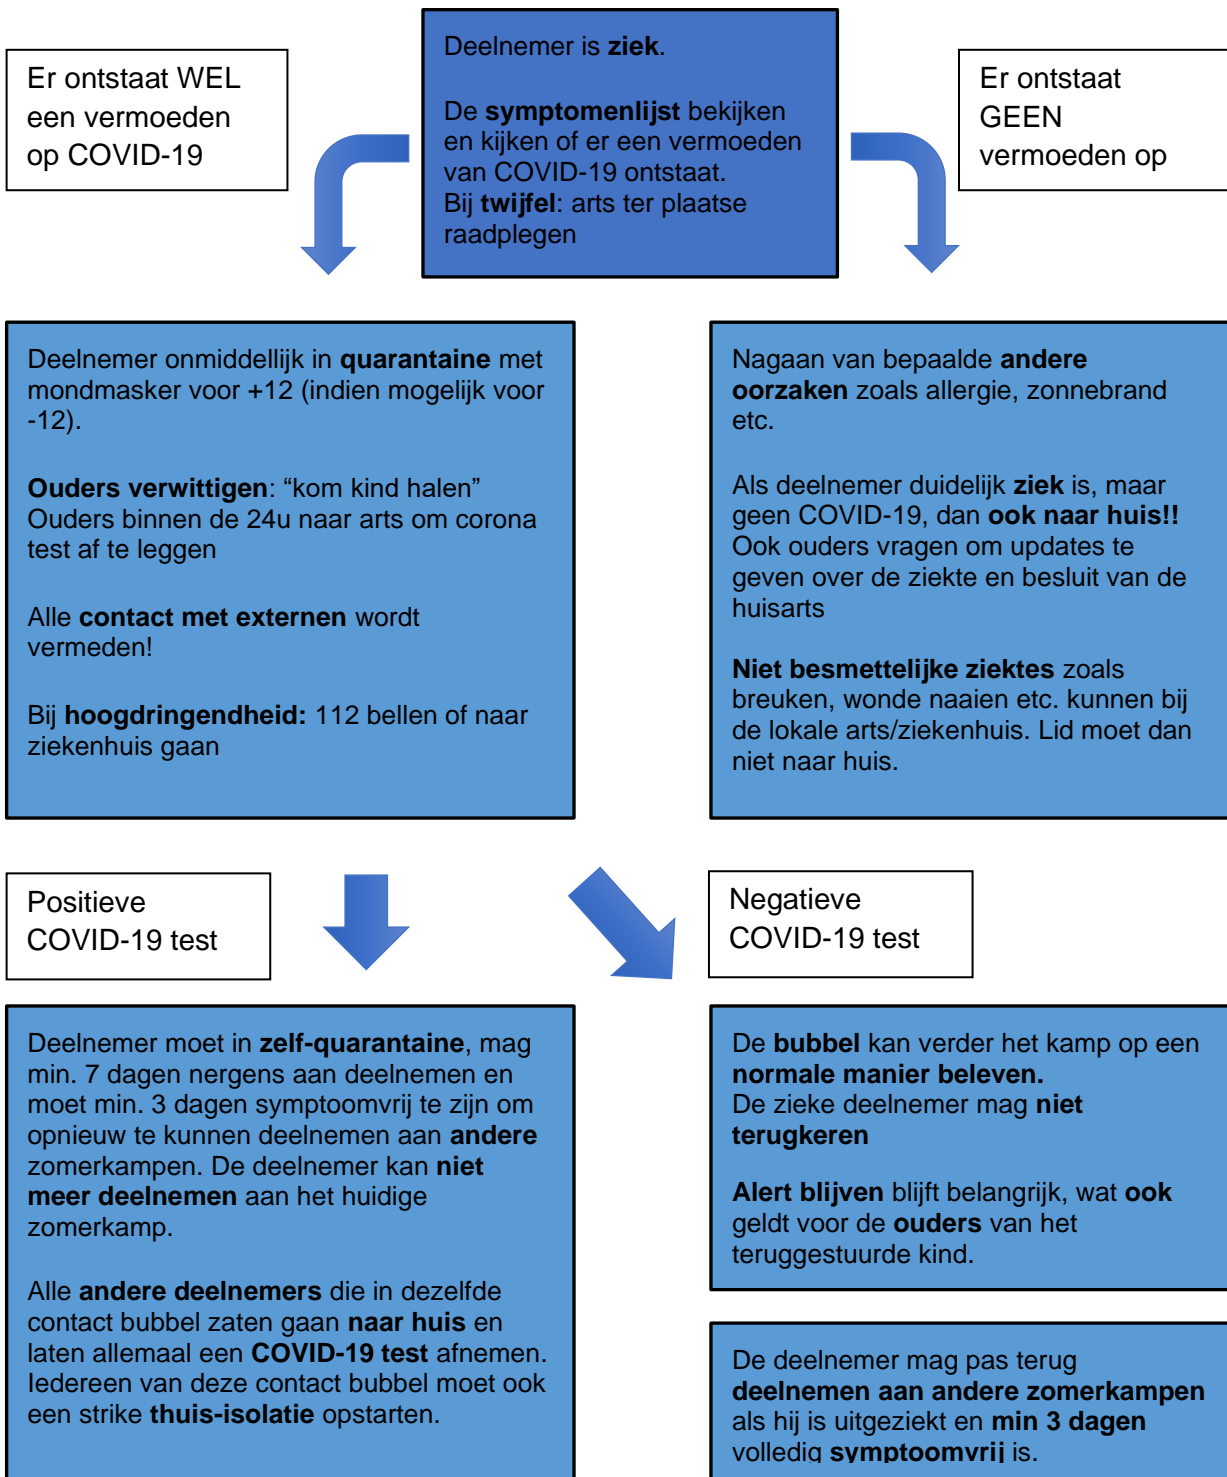 Deelnemer is ziek.
De symptomenlijst bekijken
en kijken of er een vermoeden
van COVID-19 ontstaat.
Bij twijfel: arts ter plaatse
raadplegen
Er ontstaat WEL
een vermoeden
op COVID-19
Er ontstaat
GEEN
vermoeden op
Deelnemer onmiddellijk in quarantaine met
mondmasker voor +12 (indien mogelijk voor
-12).
Ouders verwittigen: “kom kind halen”
Ouders binnen de 24u naar arts om corona
test af te leggen
Alle contact met externen wordt
vermeden!
Bij hoogdringendheid: 112 bellen of naar
ziekenhuis gaan
Nagaan van bepaalde andere
oorzaken zoals allergie, zonnebrand
etc.
Als deelnemer duidelijk ziek is, maar
geen COVID-19, dan ook naar huis!!
Ook ouders vragen om updates te
geven over de ziekte en besluit van de
huisarts
Niet besmettelijke ziektes zoals
breuken, wonde naaien etc. kunnen bij
de lokale arts/ziekenhuis. Lid moet dan
niet naar huis.
Positieve
COVID-19 test
Negatieve
COVID-19 test
Deelnemer moet in zelf-quarantaine, mag
min. 7 dagen nergens aan deelnemen en
moet min. 3 dagen symptoomvrij te zijn om
opnieuw te kunnen deelnemen aan andere
zomerkampen. De deelnemer kan niet
meer deelnemen aan het huidige
zomerkamp.
Alle andere deelnemers die in dezelfde
contact bubbel zaten gaan naar huis en
laten allemaal een COVID-19 test afnemen.
Iedereen van deze contact bubbel moet ook
een strike thuis-isolatie opstarten.
De bubbel kan verder het kamp op een
normale manier beleven.
De zieke deelnemer mag niet
terugkeren
Alert blijven blijft belangrijk, wat ook
geldt voor de ouders van het
teruggestuurde kind.
De deelnemer mag pas terug
deelnemen aan andere zomerkampen
als hij is uitgeziekt en min 3 dagen
volledig symptoomvrij is.